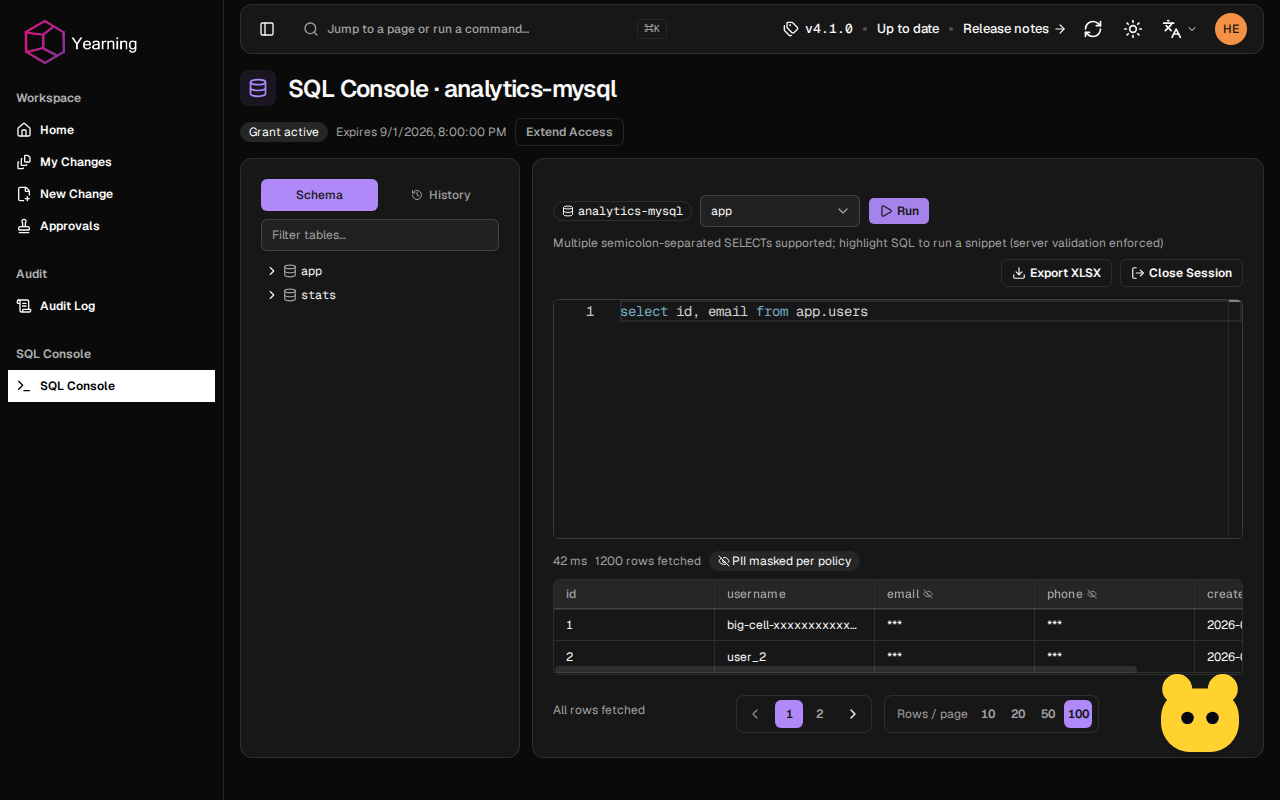 Yearning
Jump to a page or run a command...
⌘K
v4.1.0 • Up to date • Release notes →
HE
Workspace
Home
My Changes
New Change
Approvals
Audit
Audit Log
SQL Console
SQL Console
SQL Console · analytics-mysql
Grant active Expires 9/1/2026, 8:00:00 PM Extend Access
Schema History
Filter tables...
app
stats
analytics-mysql app Run
Multiple semicolon-separated SELECTs supported; highlight SQL to run a snippet (server validation enforced)
Export XLSX Close Session
1 select id, email from app.users
42 ms 1200 rows fetched PII masked per policy
id username email phone create
1 big-cell-xxxxxxxxxxx... *** *** 2026-
2 user_2 *** *** 2026-
All rows fetched 1 2 Rows / page 10 20 50 100